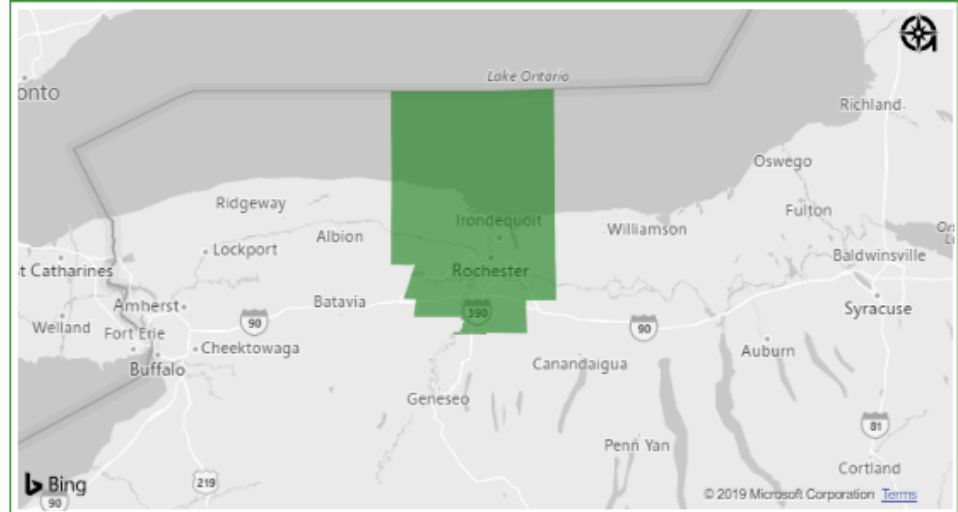 Lake Ontario
onto
Richland
Oswego
Ridgeway
Fulton
Irondequoit
Williamson
Albion
Lockport
Baldwinsville
t Catharines
Rochester
Amherst
Batavia
Syracuse
390
90
90
Welland
Fort Erie
Cheektowaga
Auburn
Canandaigua
Buffalo
Geneseo
81
Penn Yan
Cortland
219
Bing
90
© 2019 Microsoft Corporation Terms